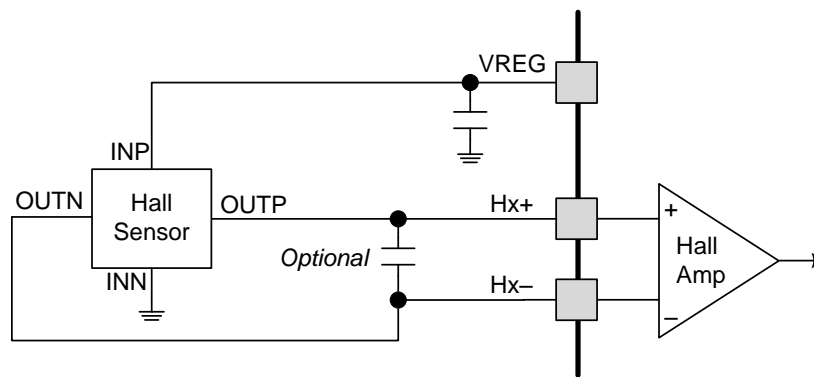 VREG
INP
OUTN
Hall
Sensor
OUTP
INN
Optional
Hx+
Hx–
+
Hall
Amp
–